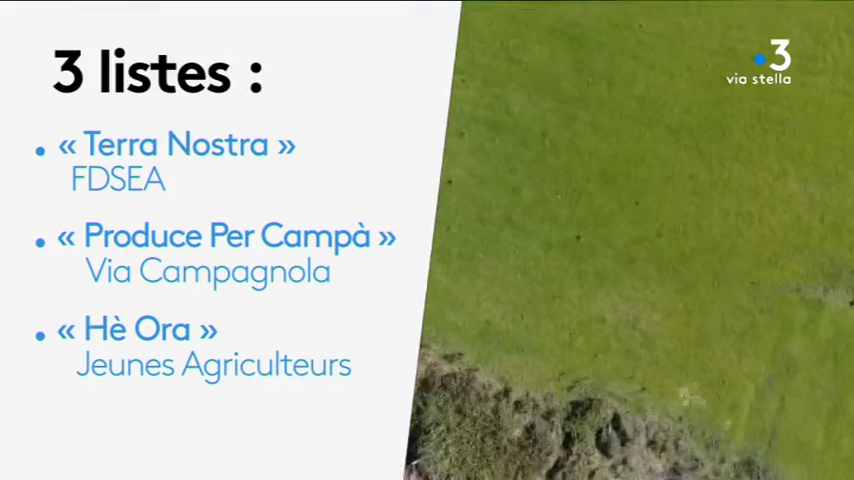 3 listes :
3
via stella
• « Terra Nostra »
FDSEA
• « Produce Per Campà »
Via Campagnola
• « Hè Ora »
Jeunes Agriculteurs